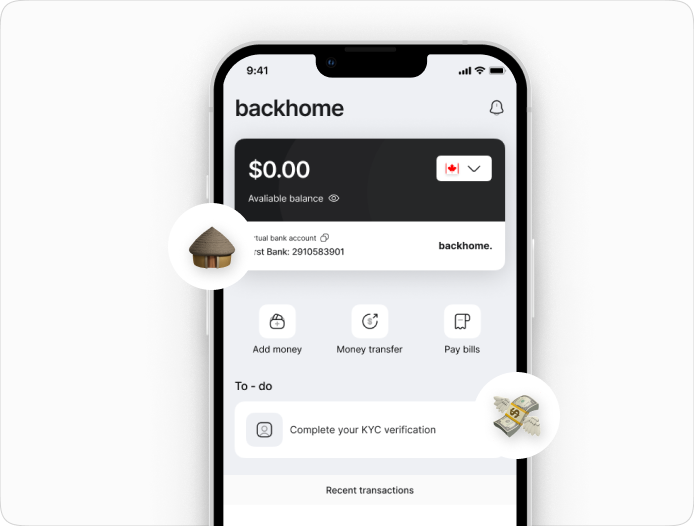 9:41
backhome
$0.00
Avaliable balance
rtual bank account
rst Bank: 2910583901
backhome.
Add money
Money transfer
Pay bills
To - do
Complete your KYC verification
Recent transactions